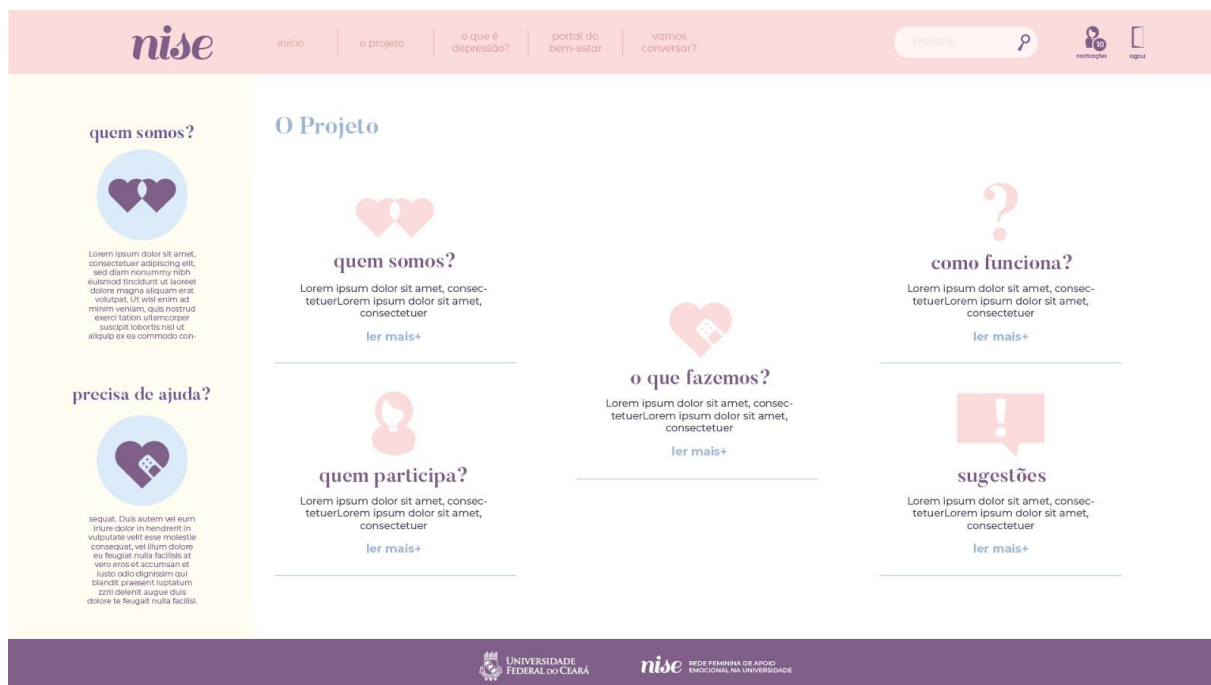 nise
início
o projeto
o que é
depressão?
portal do
bem-estar
vamos
conversar?
procurar
10
notificações
logout
quem somos?
Lorem ipsum dolor sit amet,
consectetuer adipiscing elit,
sed diam nonummy nibh
euismod tincidunt ut laoreet
dolore magna aliquam erat
volutpat. Ut wisi enim ad
minim veniam, quis nostrud
exerci tation ullamcorper
suscipit lobortis nisl ut
aliquip ex ea commodo con-
precisa de ajuda?
sequat. Duis autem vel eum
iriure dolor in hendrerit in
vulputate velit esse molestie
consequat, vel illum dolore
eu feugiat nulla facilisis at
vero eros et accumsan et
iusto odio dignissim qui
blandit praesent luptatum
zzril delenit augue duis
dolore te feugait nulla facilisi.
O Projeto
quem somos?
Lorem ipsum dolor sit amet, consec-
tetuerLorem ipsum dolor sit amet,
consectetuer
ler mais+
quem participa?
Lorem ipsum dolor sit amet, consec-
tetuerLorem ipsum dolor sit amet,
consectetuer
ler mais+
o que fazemos?
Lorem ipsum dolor sit amet, consec-
tetuerLorem ipsum dolor sit amet,
consectetuer
ler mais+
?
como funciona?
Lorem ipsum dolor sit amet, consec-
tetuerLorem ipsum dolor sit amet,
consectetuer
ler mais+
!
sugestões
Lorem ipsum dolor sit amet, consec-
tetuerLorem ipsum dolor sit amet,
consectetuer
ler mais+
UNIVERSIDADE
FEDERAL DO CEARÁ
nise
REDE FEMININA DE APOIO
EMOCIONAL NA UNIVERSIDADE